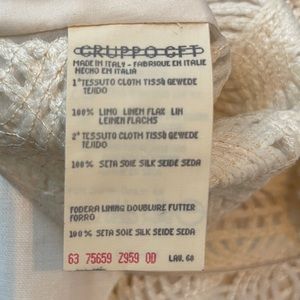 GRUPPO GFT
MADE IN ITALY - FABRIQUE EN ITALIE
HECHO EN ITALIA
1° TESSUTO CLOTH TISSU GEWEDE
TEJIDO
100% LINO LINEN FLAX LIN
LEINEN FLACHS
2° TESSUTO CLOTH TISSU GEWEDE
TEJIDO
100% SETA SOIE SILK SEIDE SEDA
FODERA LINING DOUBLURE FUTTER
FORRO
100% SETA SOIE SILK SEIDE SEDA
63 75659 Z959 00
LAV. 60